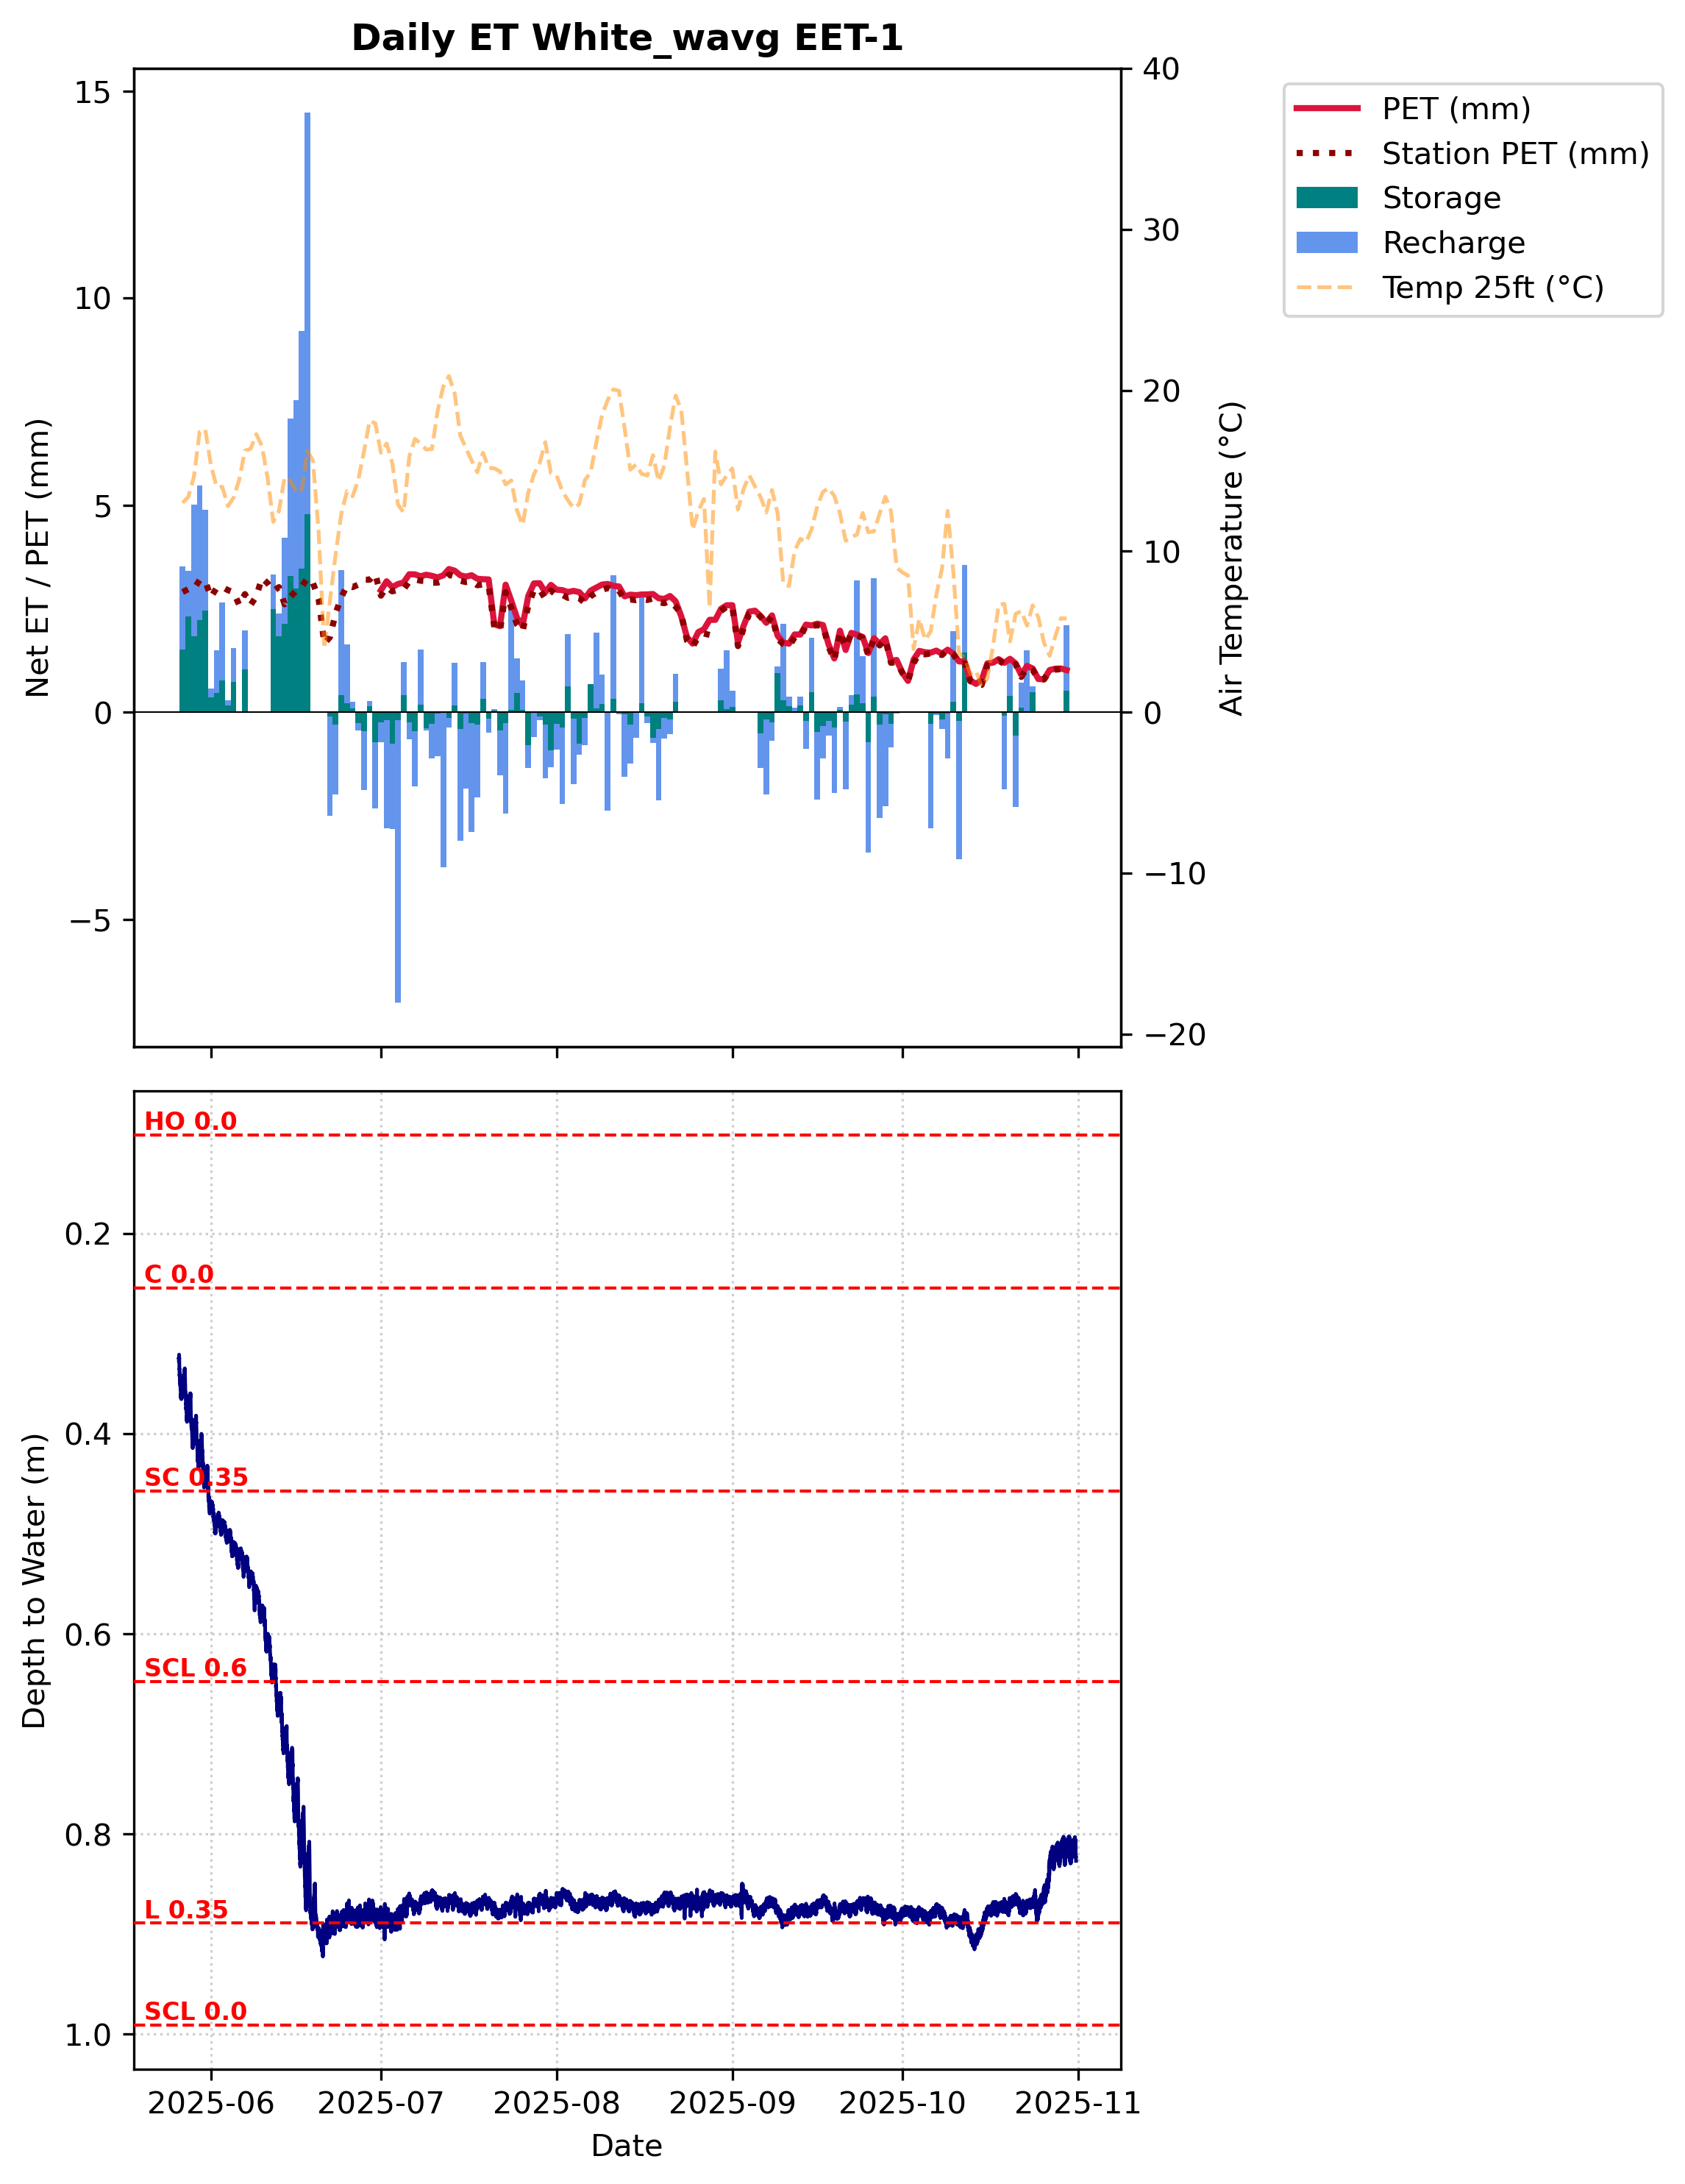 Daily ET White_wavg EET-1
Net ET / PET (mm)
15
10
5
0
−5
40
30
20
10
0
−10
−20
Air Temperature (°C)
PET (mm)
Station PET (mm)
Storage
Recharge
Temp 25ft (°C)
Depth to Water (m)
0.2
0.4
0.6
0.8
1.0
HO 0.0
C 0.0
SC 0.35
SCL 0.6
L 0.35
SCL 0.0
2025-06 2025-07 2025-08 2025-09 2025-10 2025-11
Date